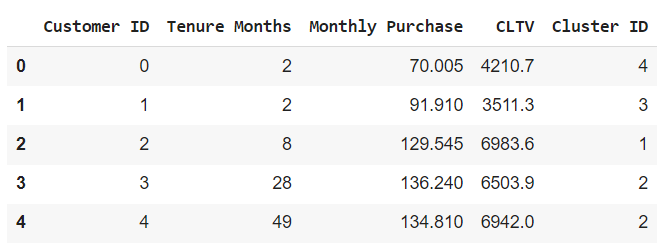 Customer ID Tenure Months Monthly Purchase CLTV Cluster ID
0 0 2 70.005 4210.7 4
1 1 2 91.910 3511.3 3
2 2 8 129.545 6983.6 1
3 3 28 136.240 6503.9 2
4 4 49 134.810 6942.0 2